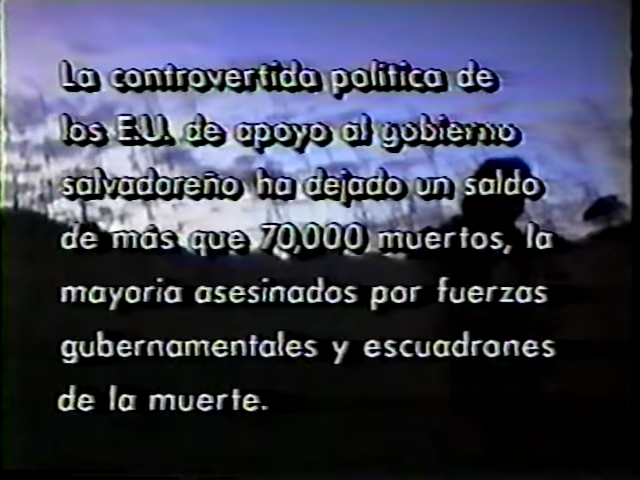 La controvertida política de
los E.U. de apoyo al gobierno
salvadoreño ha dejado un saldo
de más que 70,000 muertos, la
mayoria asesinados por fuerzas
gubernamentales y escuadrones
de la muerte.